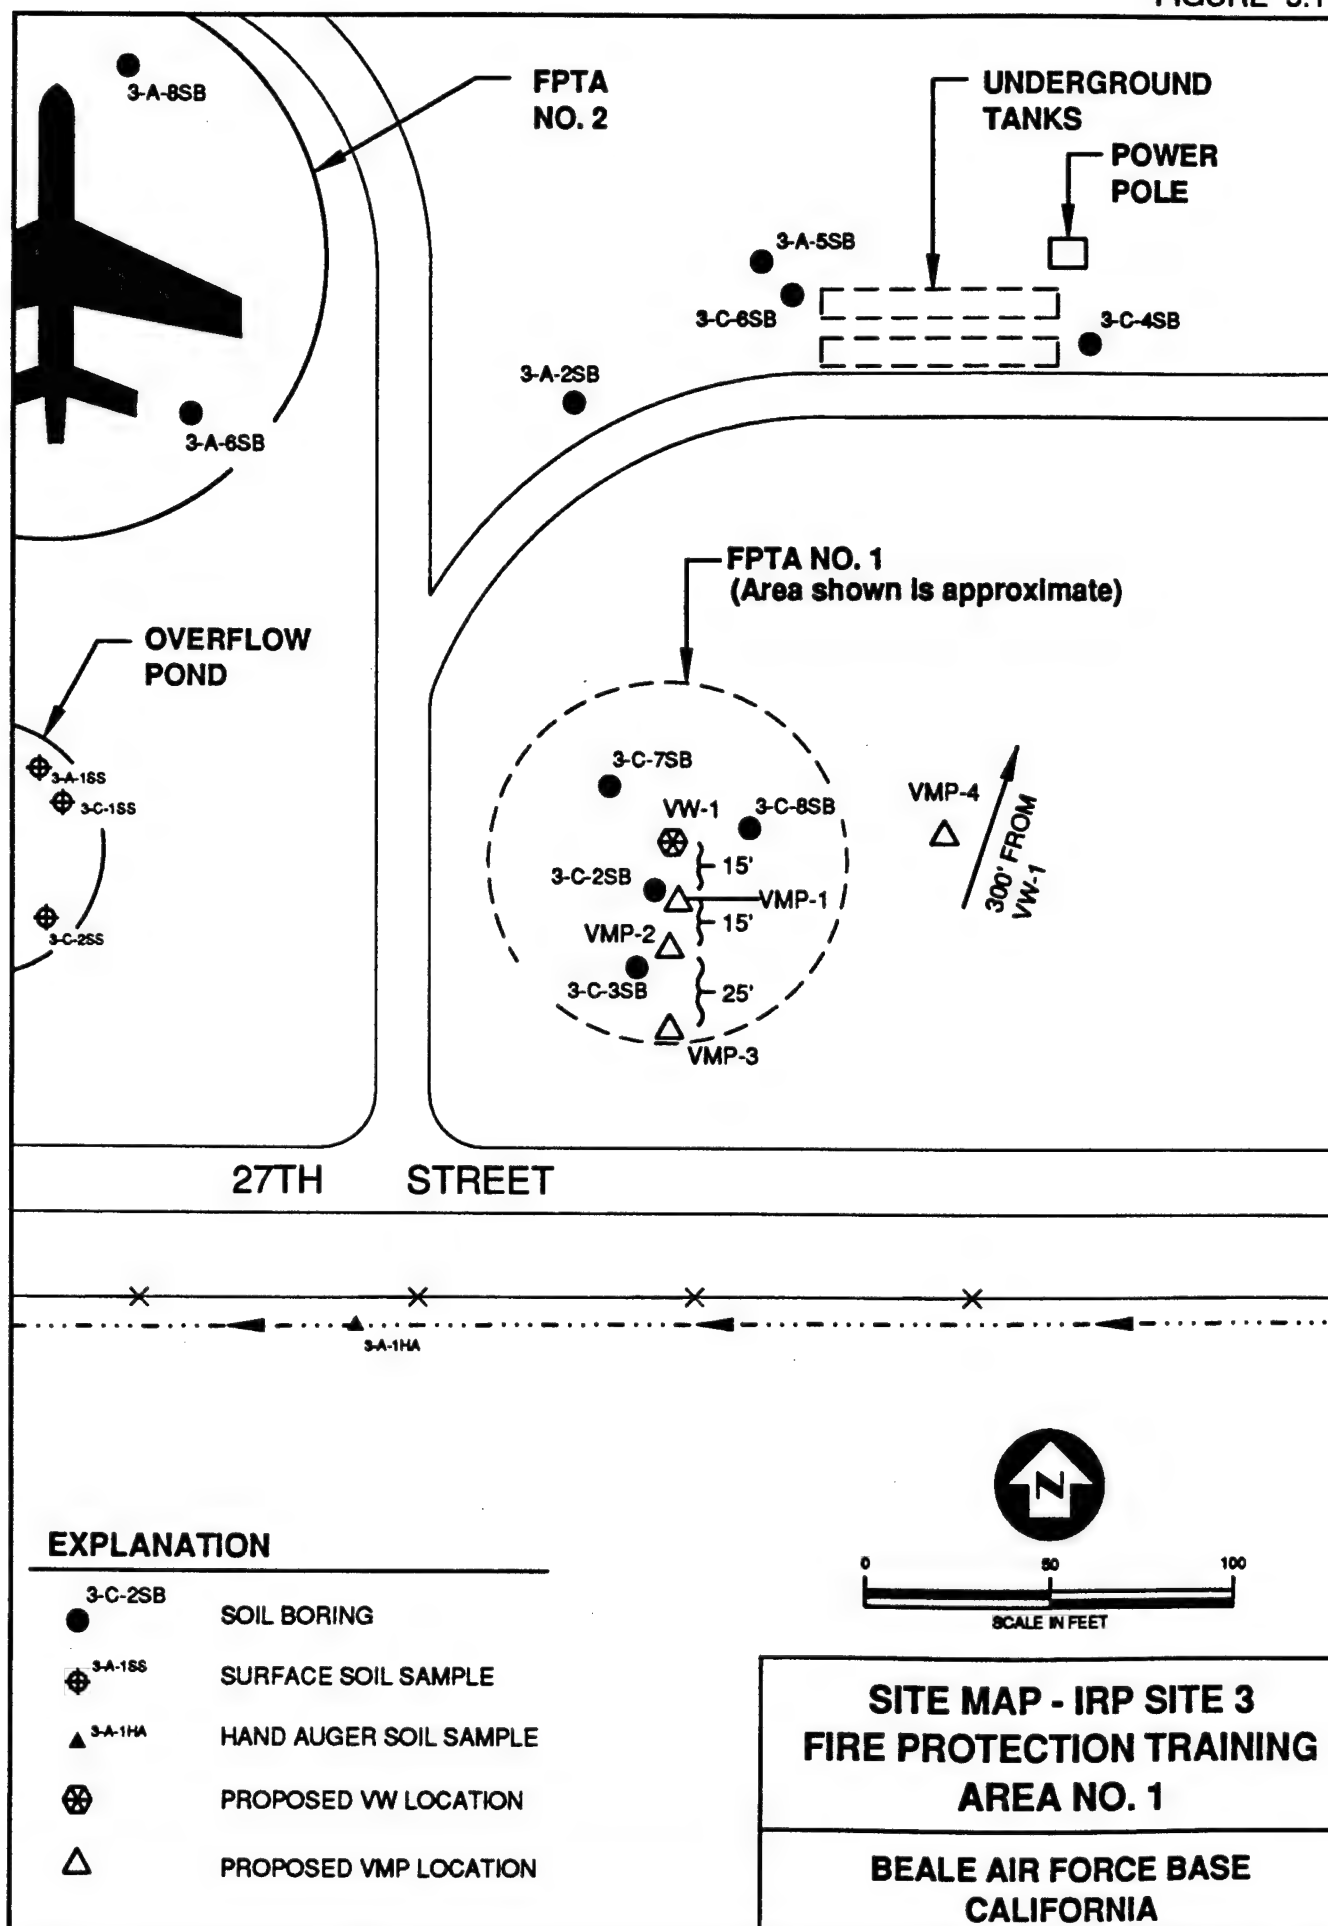 FIGURE 3.1
3-A-8SB
FPTA
NO. 2
UNDERGROUND
TANKS
POWER
POLE
3-A-5SB
3-C-6SB
3-C-4SB
3-A-2SB
3-A-6SB
FPTA NO. 1
(Area shown is approximate)
OVERFLOW
POND
3-A-1SS
3-C-1SS
3-C-2SS
3-C-7SB
VW-1
3-C-8SB
15'
3-C-2SB
VMP-1
15'
VMP-2
3-C-3SB
25'
VMP-3
VMP-4
300' FROM
VW-1
27TH STREET
3-A-1HA
N
0 50 100
SCALE IN FEET
EXPLANATION
3-C-2SB
SOIL BORING
3-A-1SS
SURFACE SOIL SAMPLE
3-A-1HA
HAND AUGER SOIL SAMPLE
PROPOSED VW LOCATION
PROPOSED VMP LOCATION
SITE MAP - IRP SITE 3
FIRE PROTECTION TRAINING
AREA NO. 1
BEALE AIR FORCE BASE
CALIFORNIA